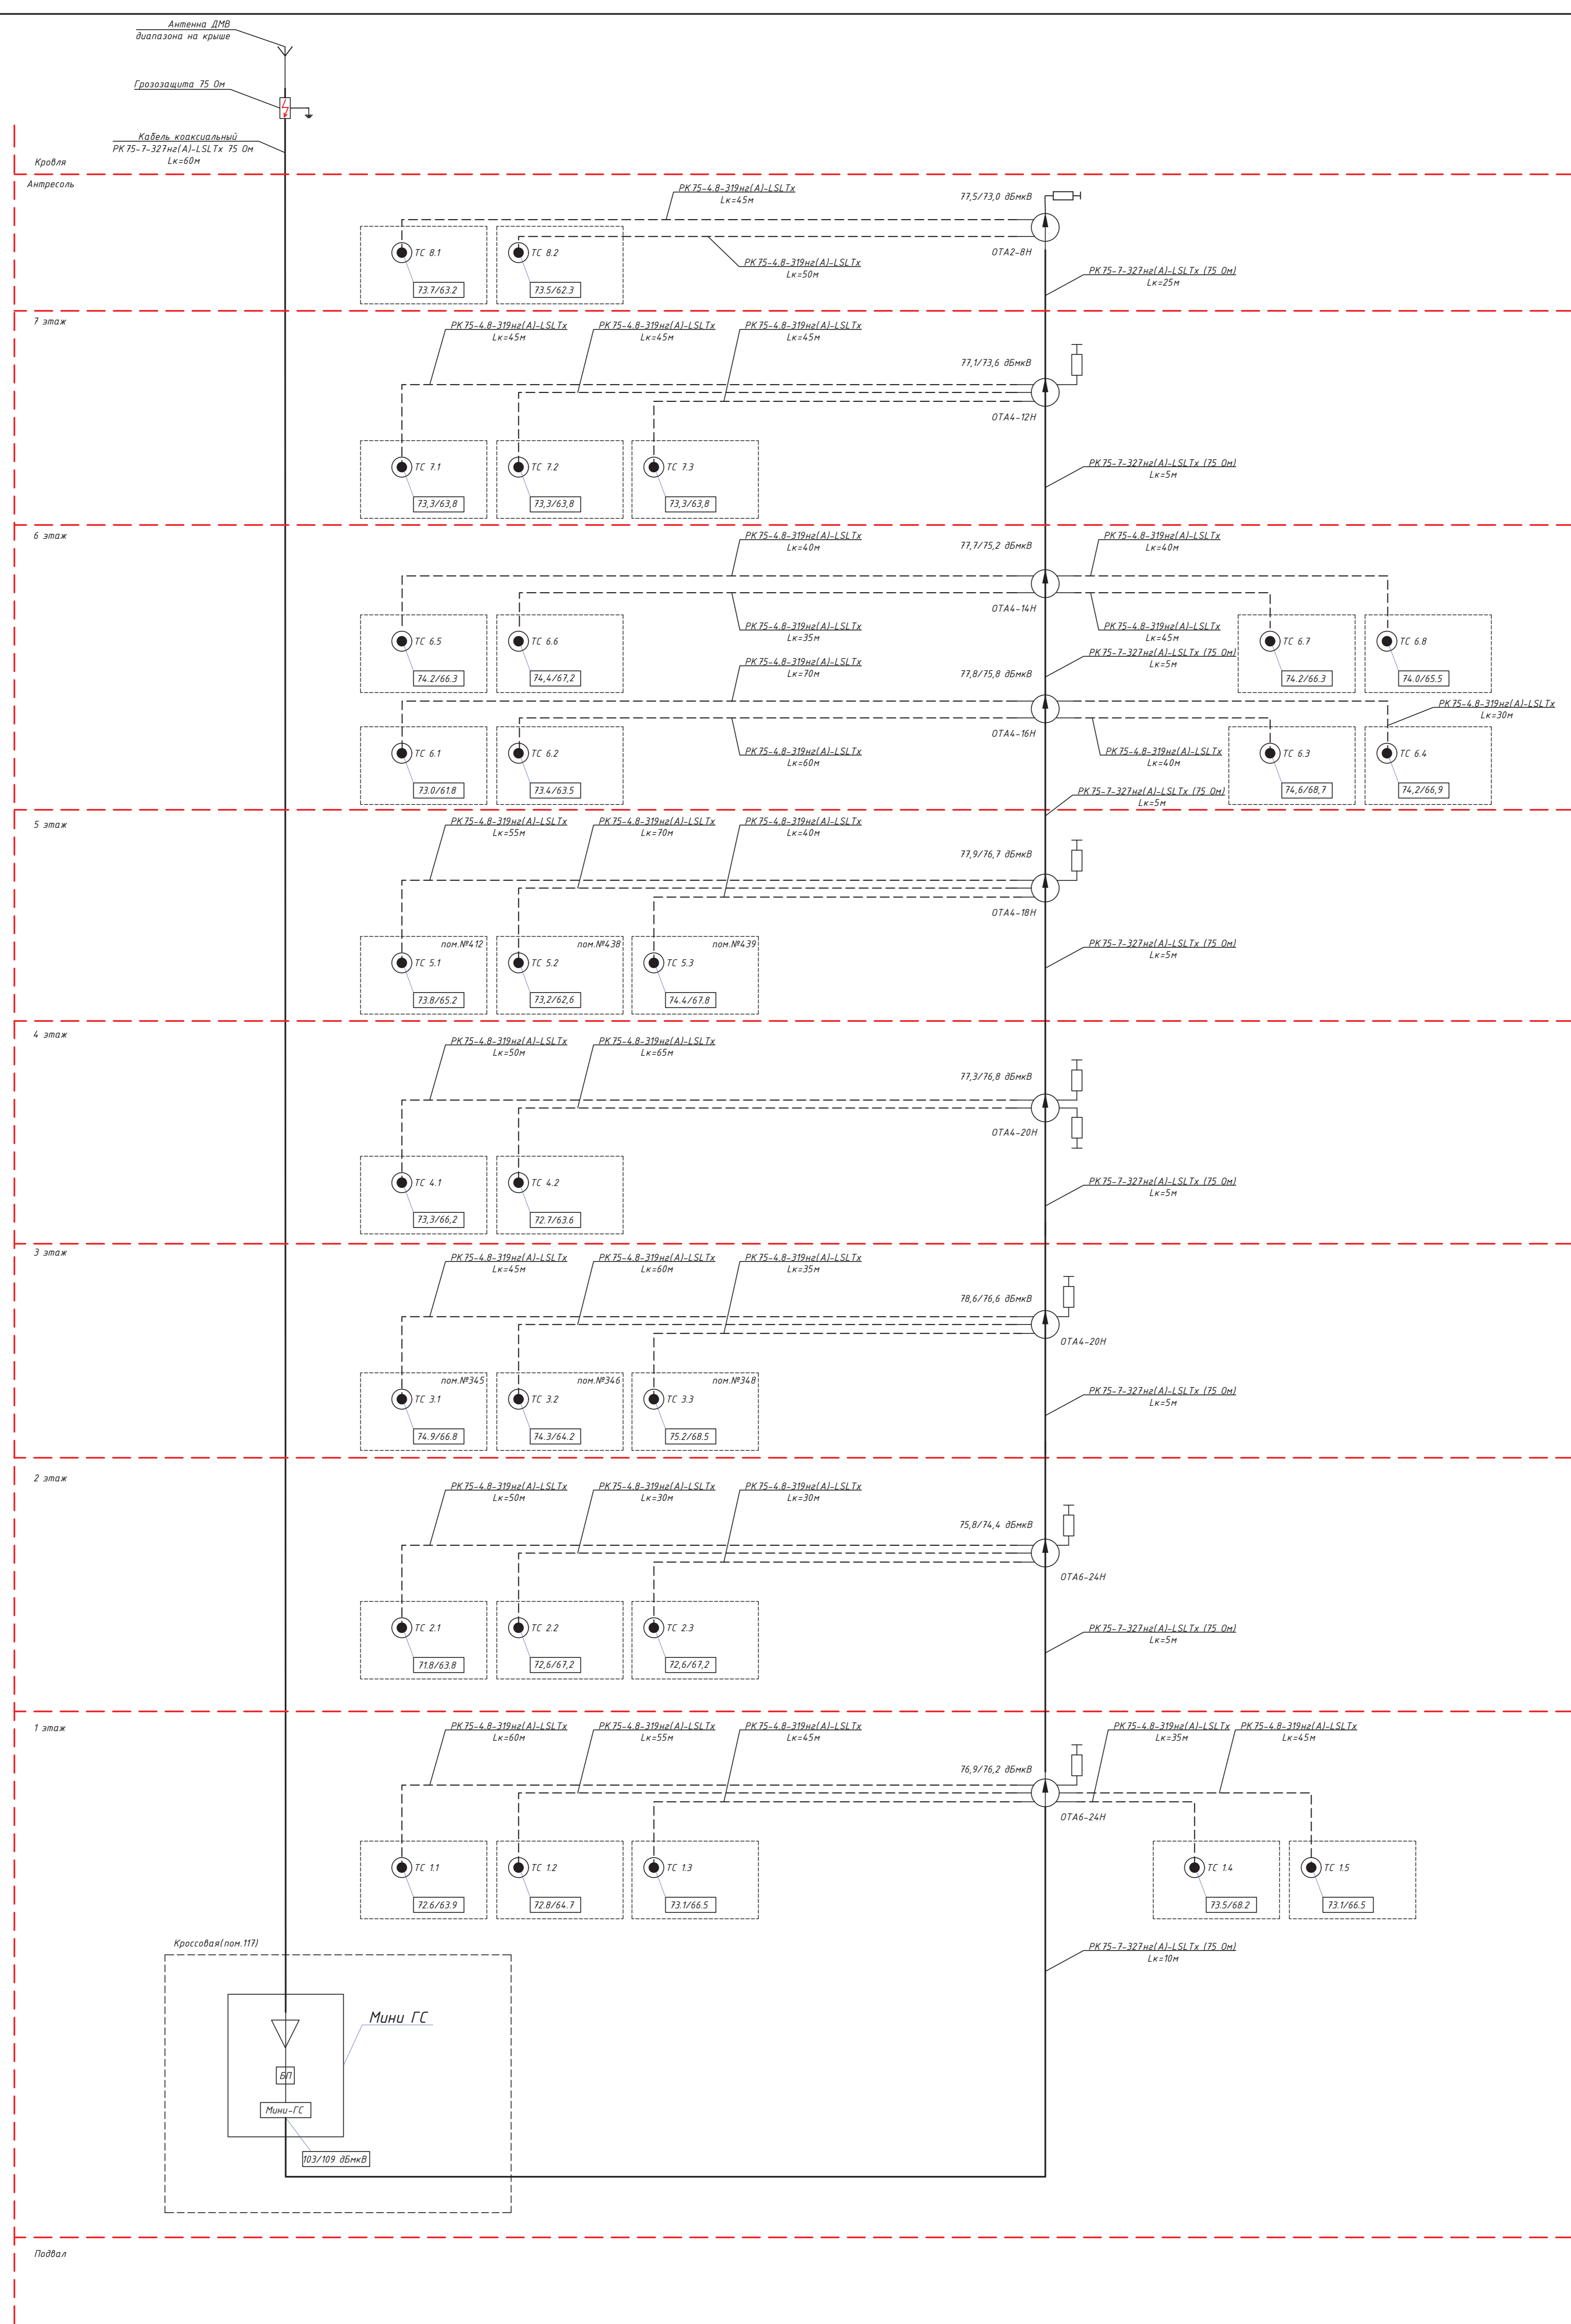 Антенна ДМВ
диапазона на крыше
Грозозащита 75 Ом
Кабель коаксиальный
РК 75-7-327нг(А)-LSLTx 75 Ом
Lк=60м
Кровля
Антресоль
РК 75-4.8-319нг(А)-LSLTx
Lк=45м
77,5/73,0 дБмкВ
ТС 8.1
ТС 8.2
ОТА2-8Н
РК 75-4.8-319нг(А)-LSLTx
Lк=50м
РК 75-7-327нг(А)-LSLTx (75 Ом)
Lк=25м
73.7/63.2
73.5/62.3
7 этаж
РК 75-4.8-319нг(А)-LSLTx
Lк=45м
РК 75-4.8-319нг(А)-LSLTx
Lк=45м
РК 75-4.8-319нг(А)-LSLTx
Lк=45м
77,1/73,6 дБмкВ
ОТА4-12Н
ТС 7.1
ТС 7.2
ТС 7.3
РК 75-7-327нг(А)-LSLTx (75 Ом)
Lк=5м
73,3/63,8
73,3/63,8
73,3/63,8
6 этаж
РК 75-4.8-319нг(А)-LSLTx
Lк=40м
77,7/75,2 дБмкВ
РК 75-4.8-319нг(А)-LSLTx
Lк=40м
ОТА4-14Н
РК 75-4.8-319нг(А)-LSLTx
Lк=35м
РК 75-4.8-319нг(А)-LSLTx
Lк=45м
ТС 6.5
ТС 6.6
ТС 6.7
ТС 6.8
РК 75-7-327нг(А)-LSLTx (75 Ом)
Lк=5м
РК 75-4.8-319нг(А)-LSLTx
Lк=70м
77,8/75,8 дБмкВ
74.2/66.3
74,4/67,2
74.2/66.3
74.0/65.5
РК 75-4.8-319нг(А)-LSLTx
Lк=30м
ОТА4-16Н
РК 75-4.8-319нг(А)-LSLTx
Lк=60м
РК 75-4.8-319нг(А)-LSLTx
Lк=40м
ТС 6.1
ТС 6.2
ТС 6.3
ТС 6.4
73.0/61.8
73.4/63.5
74,6/68,7
74,2/66,9
РК 75-7-327нг(А)-LSLTx (75 Ом)
Lк=5м
5 этаж
РК 75-4.8-319нг(А)-LSLTx
Lк=55м
РК 75-4.8-319нг(А)-LSLTx
Lк=70м
РК 75-4.8-319нг(А)-LSLTx
Lк=40м
77,9/76,7 дБмкВ
ОТА4-18Н
пом.№412
пом.№438
пом.№439
РК 75-7-327нг(А)-LSLTx (75 Ом)
Lк=5м
ТС 5.1
ТС 5.2
ТС 5.3
73.8/65.2
73,2/62,6
74.4/67.8
4 этаж
РК 75-4.8-319нг(А)-LSLTx
Lк=50м
РК 75-4.8-319нг(А)-LSLTx
Lк=65м
77,3/76,8 дБмкВ
ОТА4-20Н
ТС 4.1
ТС 4.2
РК 75-7-327нг(А)-LSLTx (75 Ом)
Lк=5м
73,3/66,2
72.7/63.6
3 этаж
РК 75-4.8-319нг(А)-LSLTx
Lк=45м
РК 75-4.8-319нг(А)-LSLTx
Lк=60м
РК 75-4.8-319нг(А)-LSLTx
Lк=35м
78,6/76,6 дБмкВ
ОТА4-20Н
пом.№345
пом.№346
пом.№348
РК 75-7-327нг(А)-LSLTx (75 Ом)
Lк=5м
ТС 3.1
ТС 3.2
ТС 3.3
74.9/66.8
74.3/64.2
75.2/68.5
2 этаж
РК 75-4.8-319нг(А)-LSLTx
Lк=50м
РК 75-4.8-319нг(А)-LSLTx
Lк=30м
РК 75-4.8-319нг(А)-LSLTx
Lк=30м
75,8/74,4 дБмкВ
ОТА6-24Н
ТС 2.1
ТС 2.2
ТС 2.3
РК 75-7-327нг(А)-LSLTx (75 Ом)
Lк=5м
71.8/63.8
72,6/67,2
72,6/67,2
1 этаж
РК 75-4.8-319нг(А)-LSLTx
Lк=60м
РК 75-4.8-319нг(А)-LSLTx
Lк=55м
РК 75-4.8-319нг(А)-LSLTx
Lк=45м
РК 75-4.8-319нг(А)-LSLTx
Lк=35м
РК 75-4.8-319нг(А)-LSLTx
Lк=45м
76,9/76,2 дБмкВ
ОТА6-24Н
ТС 1.1
ТС 1.2
ТС 1.3
ТС 1.4
ТС 1.5
72.6/63.9
72.8/64.7
73.1/66.5
73.5/68.2
73.1/66.5
Кроссовая(пом.117)
РК 75-7-327нг(А)-LSLTx (75 Ом)
Lк=10м
Мини ГС
БП
Мини-ГС
103/109 дБмкВ
Подвал